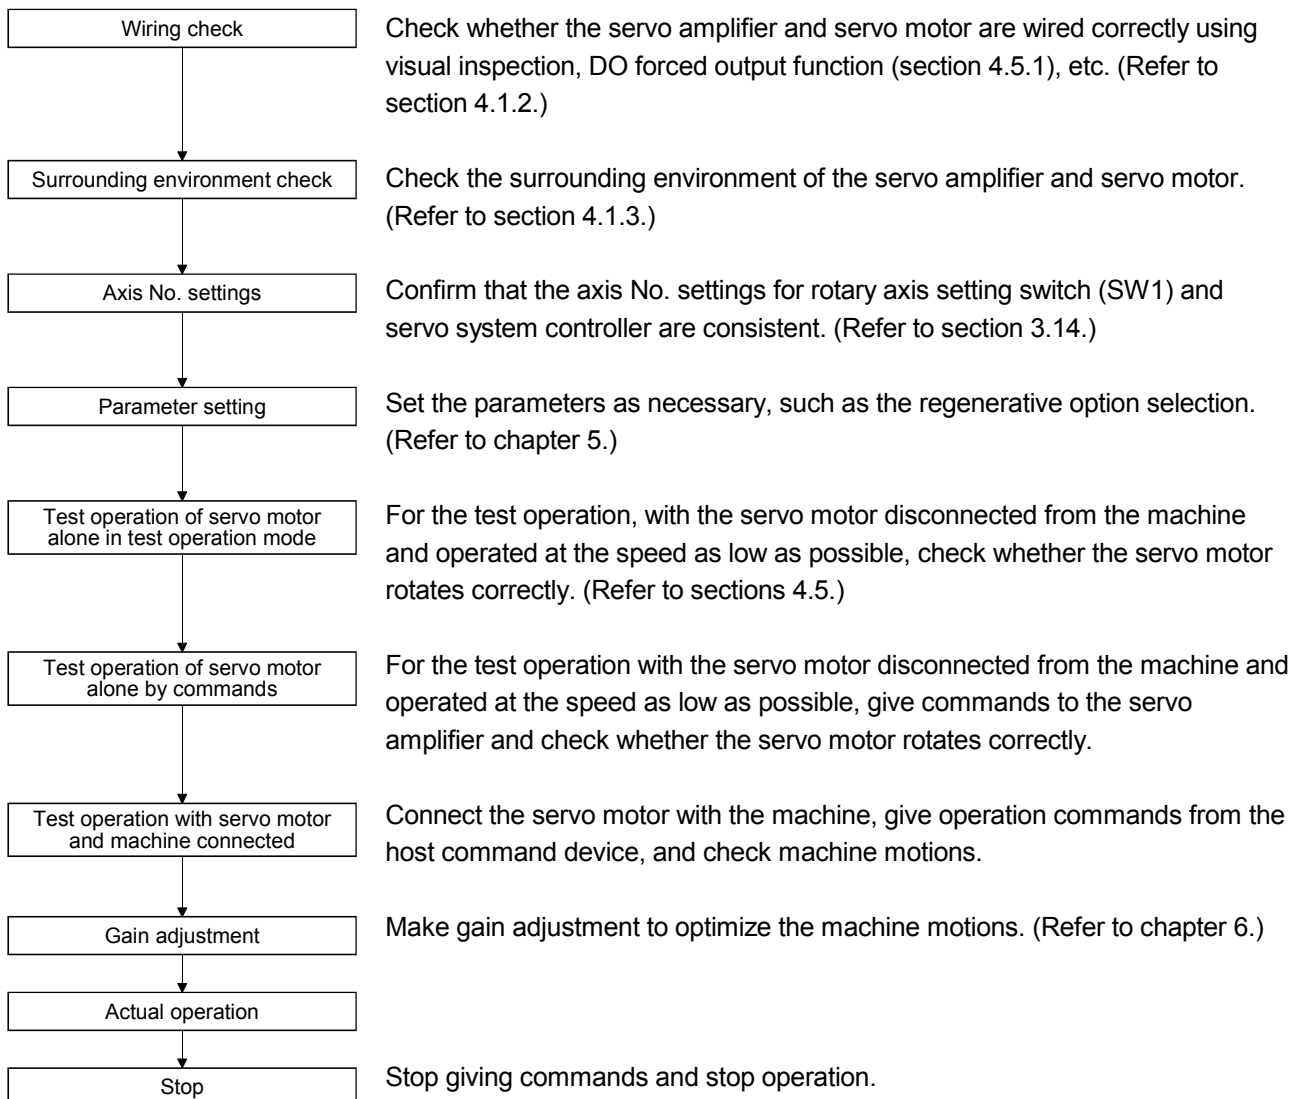 Wiring check
Check whether the servo amplifier and servo motor are wired correctly using
visual inspection, DO forced output function (section 4.5.1), etc. (Refer to
section 4.1.2.)
Surrounding environment check
Check the surrounding environment of the servo amplifier and servo motor.
(Refer to section 4.1.3.)
Axis No. settings
Confirm that the axis No. settings for rotary axis setting switch (SW1) and
servo system controller are consistent. (Refer to section 3.14.)
Parameter setting
Set the parameters as necessary, such as the regenerative option selection.
(Refer to chapter 5.)
Test operation of servo motor
alone in test operation mode
For the test operation, with the servo motor disconnected from the machine
and operated at the speed as low as possible, check whether the servo motor
rotates correctly. (Refer to sections 4.5.)
Test operation of servo motor
alone by commands
For the test operation with the servo motor disconnected from the machine and
operated at the speed as low as possible, give commands to the servo
amplifier and check whether the servo motor rotates correctly.
Test operation with servo motor
and machine connected
Connect the servo motor with the machine, give operation commands from the
host command device, and check machine motions.
Gain adjustment
Make gain adjustment to optimize the machine motions. (Refer to chapter 6.)
Actual operation
Stop
Stop giving commands and stop operation.